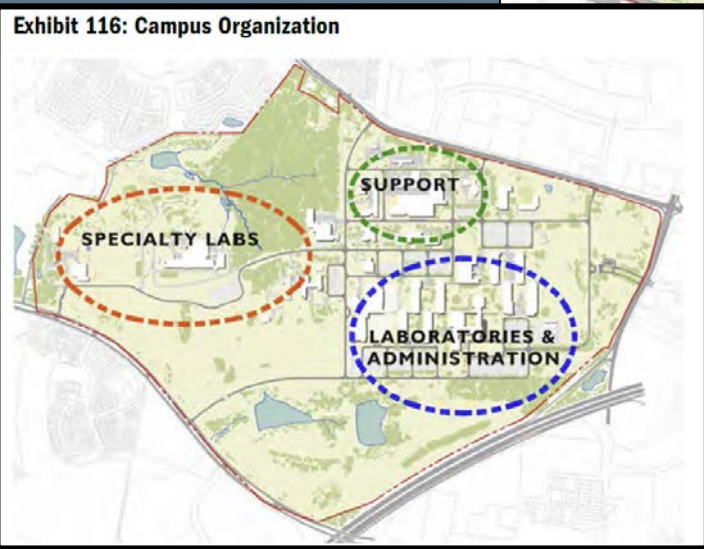 Exhibit 116: Campus Organization
SUPPORT
SPECIALTY LABS
LABORATORIES &
ADMINISTRATION